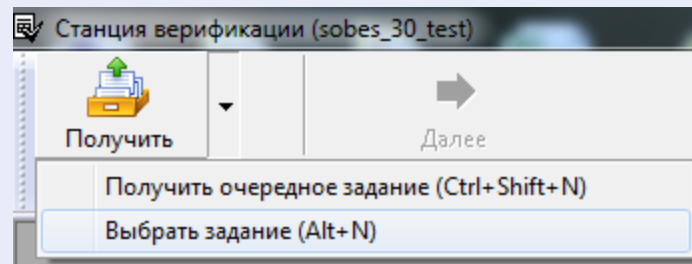 Станция верификации (sobes_30_test)
Получить
Далее
Получить очередное задание (Ctrl+Shift+N)
Выбрать задание (Alt+N)